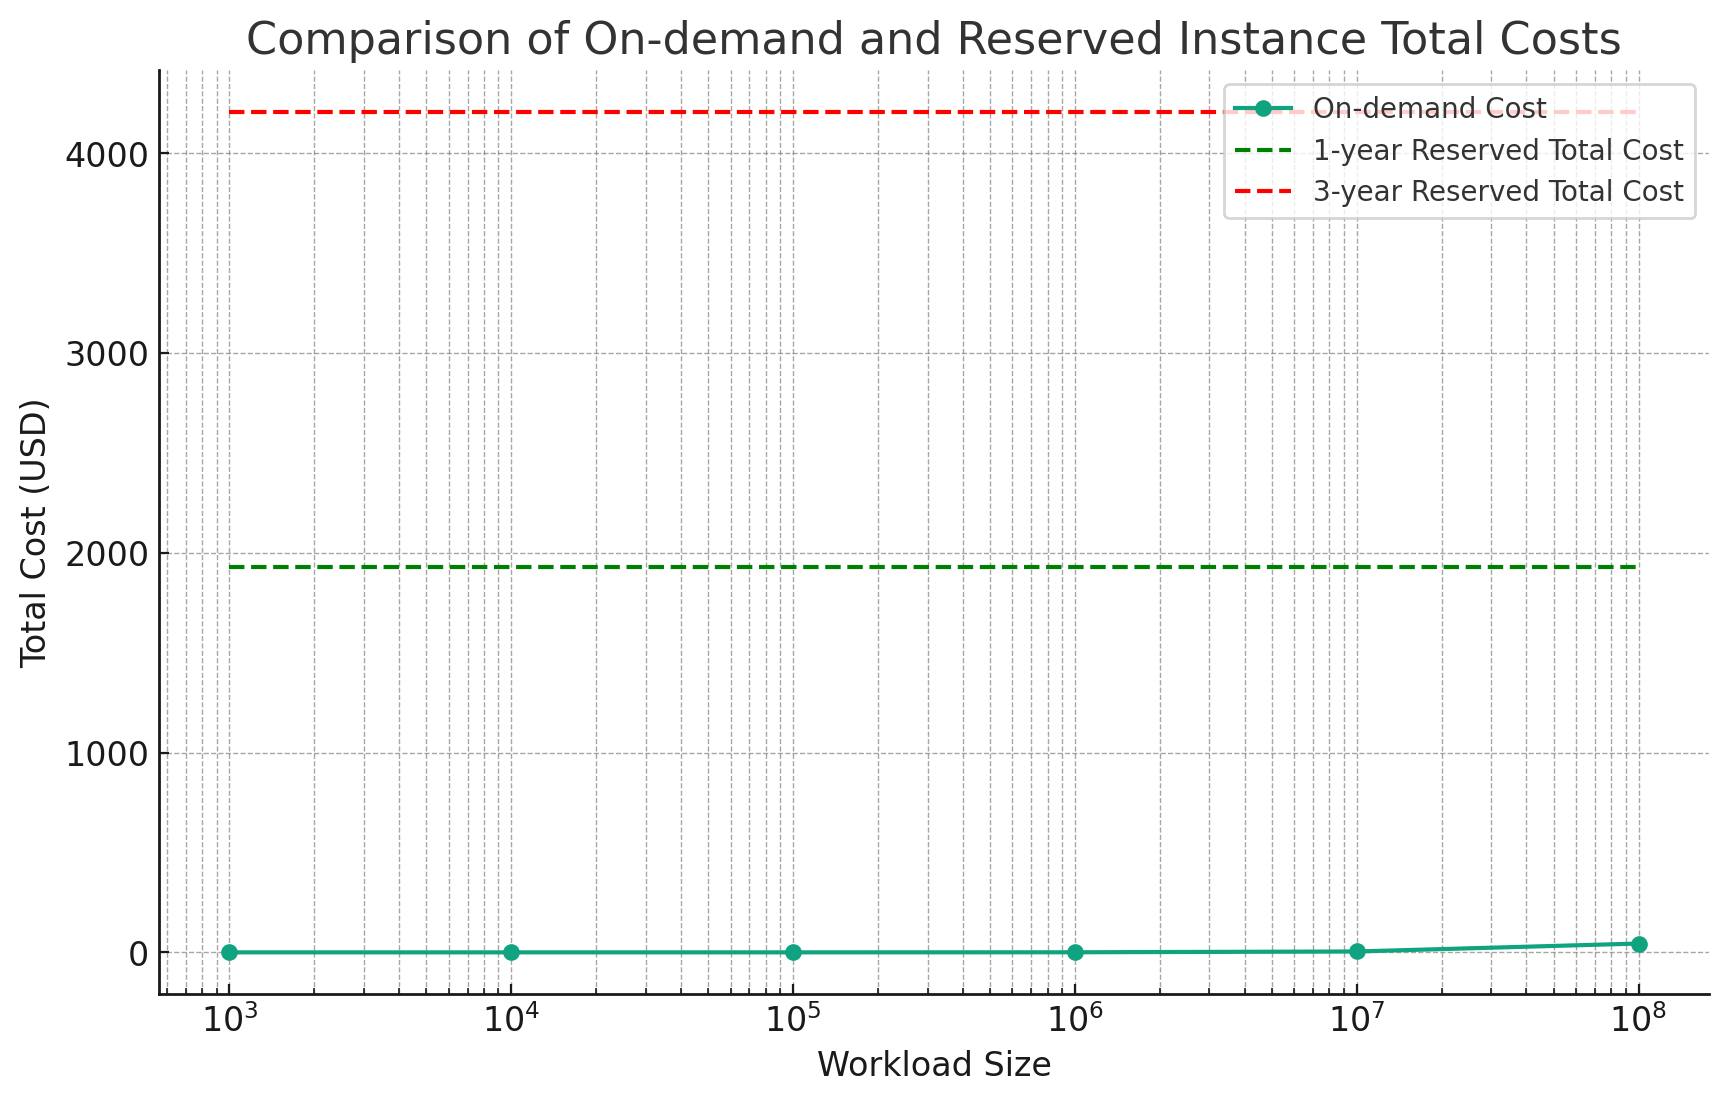 Comparison of On-demand and Reserved Instance Total Costs
On-demand Cost
1-year Reserved Total Cost
3-year Reserved Total Cost
Total Cost (USD)
4000
3000
2000
1000
0
10³ 10⁴ 10⁵ 10⁶ 10⁷ 10⁸
Workload Size